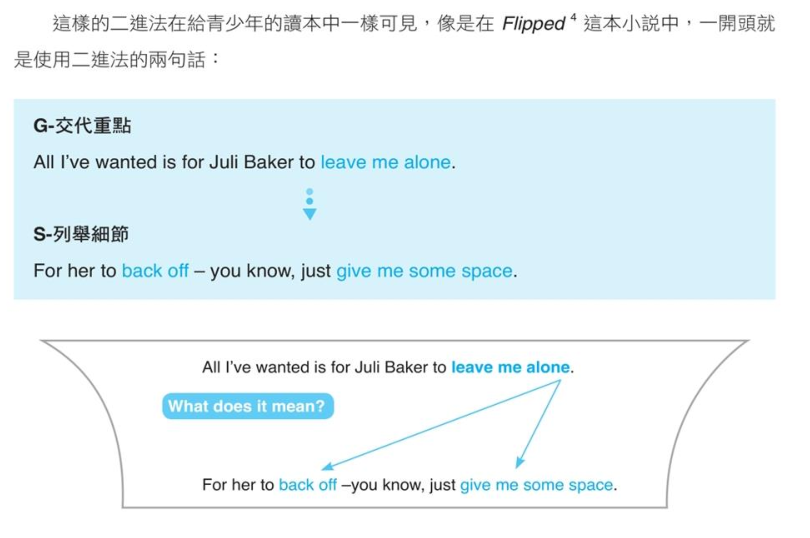 這樣的二進法在給青少年的讀本中一樣可見，像是在 Flipped ⁴ 這本小說中，一開頭就
是使用二進法的兩句話：
G-交代重點
All I’ve wanted is for Juli Baker to leave me alone.
S-列舉細節
For her to back off – you know, just give me some space.
All I’ve wanted is for Juli Baker to leave me alone.
What does it mean?
For her to back off –you know, just give me some space.